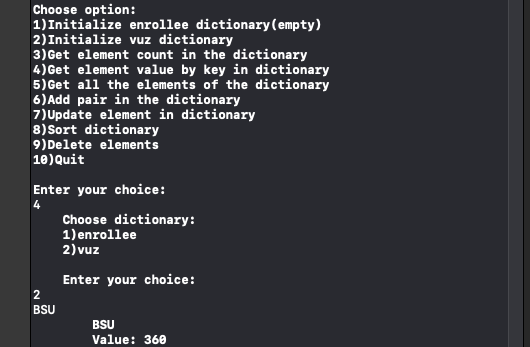 Choose option:
1)Initialize enrollee dictionary(empty)
2)Initialize vuz dictionary
3)Get element count in the dictionary
4)Get element value by key in dictionary
5)Get all the elements of the dictionary
6)Add pair in the dictionary
7)Update element in dictionary
8)Sort dictionary
9)Delete elements
10)Quit
Enter your choice:
4
Choose dictionary:
1)enrollee
2)vuz
Enter your choice:
2
BSU
BSU
Value: 360